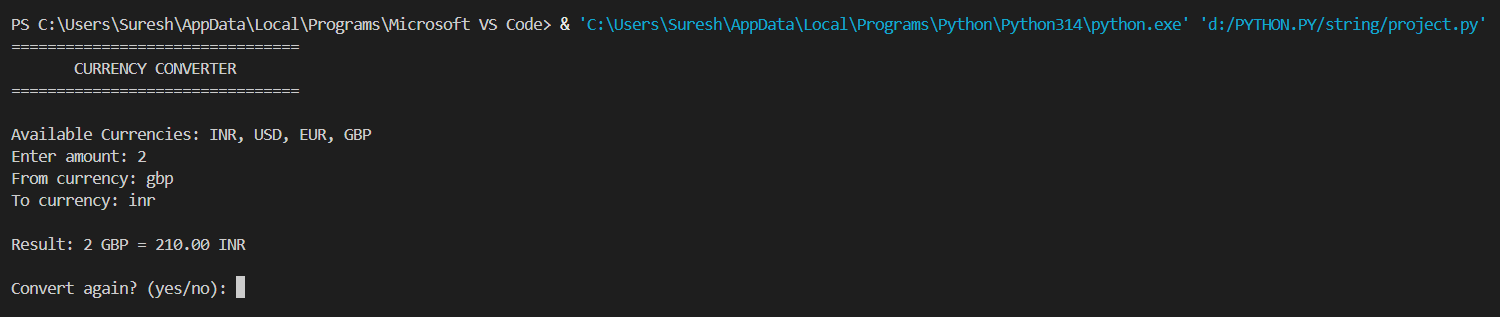 PS C:\Users\Suresh\AppData\Local\Programs\Microsoft VS Code> & 'C:\Users\Suresh\AppData\Local\Programs\Python\Python314\python.exe' 'd:/PYTHON.PY/string/project.py'
================================
       CURRENCY CONVERTER
================================
Available Currencies: INR, USD, EUR, GBP
Enter amount: 2
From currency: gbp
To currency: inr
Result: 2 GBP = 210.00 INR
Convert again? (yes/no):